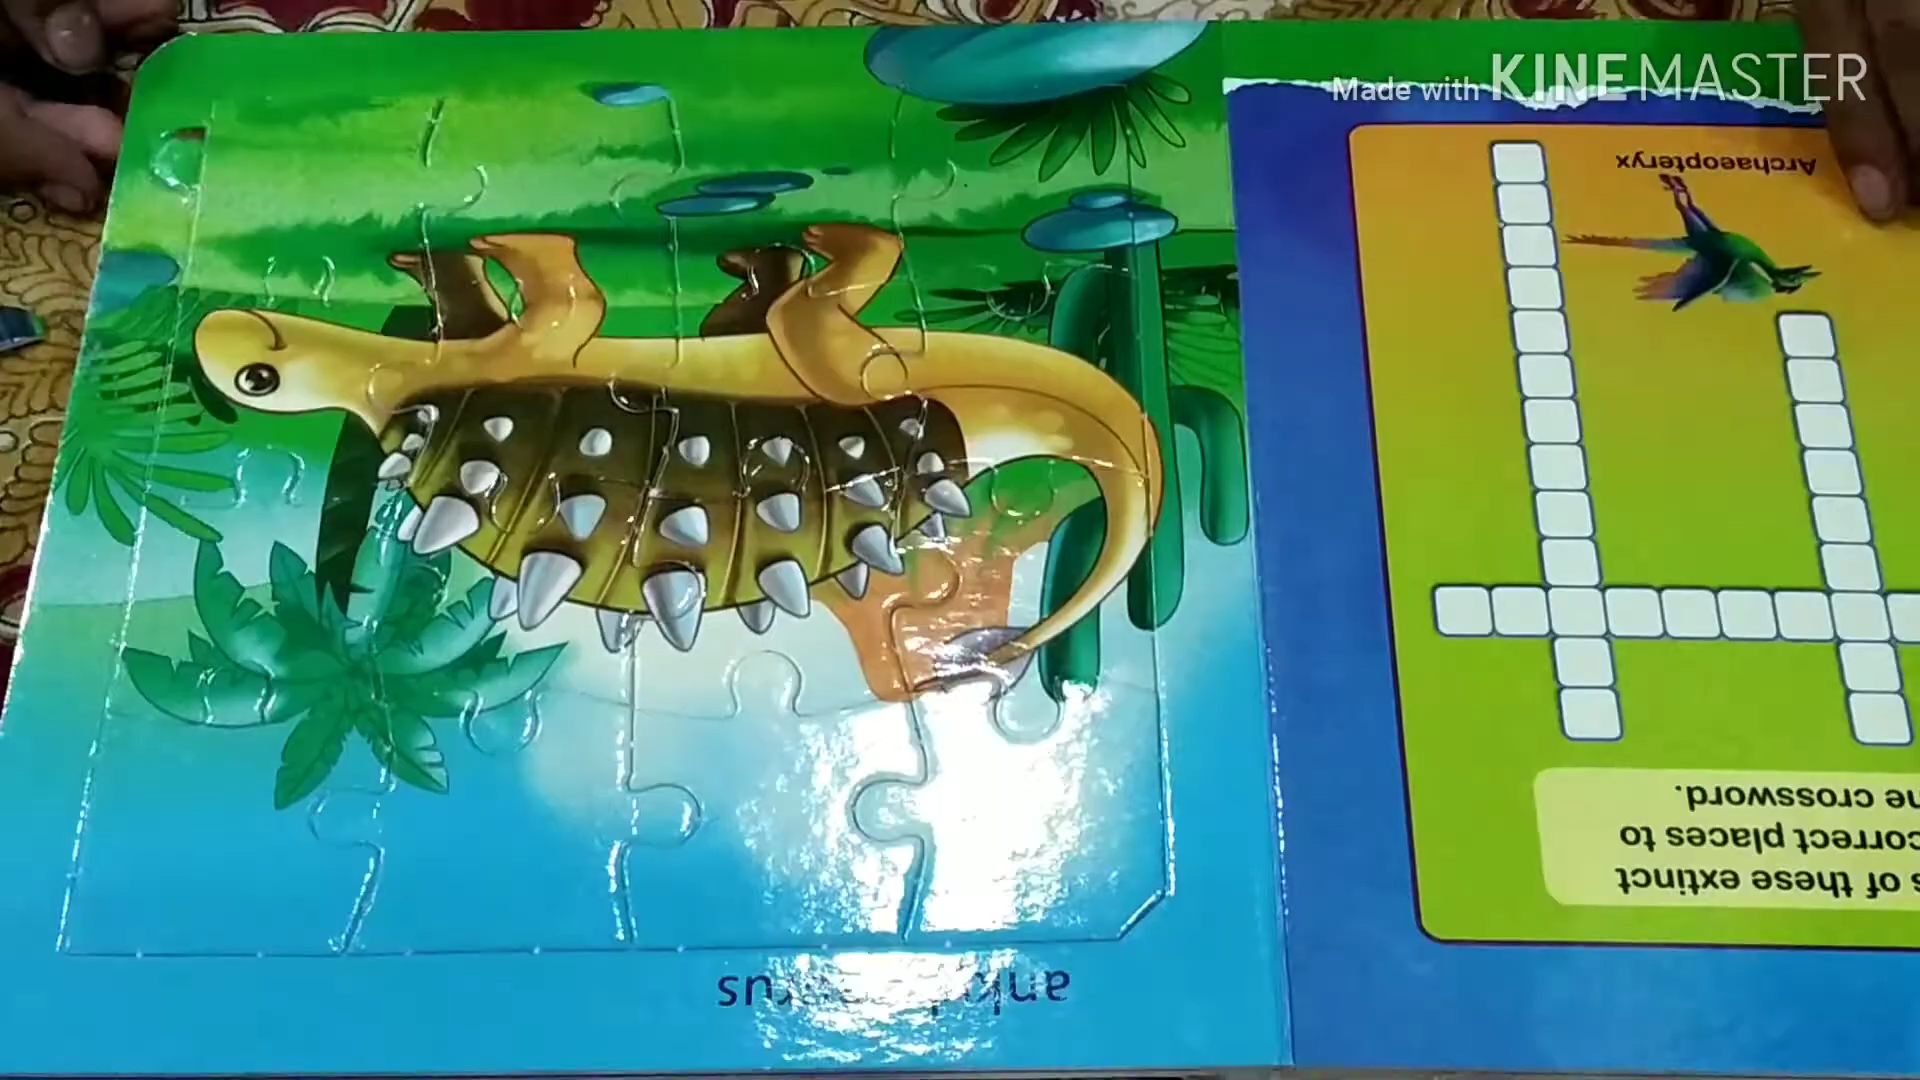 Made with KINEMASTER
Archaeopteryx
of these extinct
correct places to
crossword.